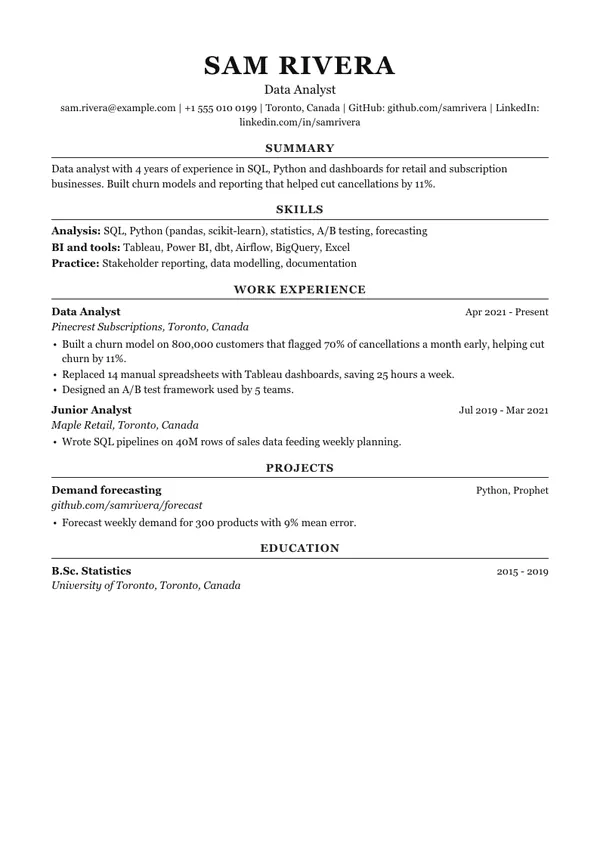 SAM RIVERA
Data Analyst
sam.rivera@example.com | +1 555 010 0199 | Toronto, Canada | GitHub: github.com/samrivera | LinkedIn:
linkedin.com/in/samrivera
SUMMARY
Data analyst with 4 years of experience in SQL, Python and dashboards for retail and subscription
businesses. Built churn models and reporting that helped cut cancellations by 11%.
SKILLS
Analysis: SQL, Python (pandas, scikit-learn), statistics, A/B testing, forecasting
BI and tools: Tableau, Power BI, dbt, Airflow, BigQuery, Excel
Practice: Stakeholder reporting, data modelling, documentation
WORK EXPERIENCE
Data Analyst Apr 2021 - Present
Pinecrest Subscriptions, Toronto, Canada
• Built a churn model on 800,000 customers that flagged 70% of cancellations a month early, helping cut
churn by 11%.
• Replaced 14 manual spreadsheets with Tableau dashboards, saving 25 hours a week.
• Designed an A/B test framework used by 5 teams.
Junior Analyst Jul 2019 - Mar 2021
Maple Retail, Toronto, Canada
• Wrote SQL pipelines on 40M rows of sales data feeding weekly planning.
PROJECTS
Demand forecasting Python, Prophet
github.com/samrivera/forecast
• Forecast weekly demand for 300 products with 9% mean error.
EDUCATION
B.Sc. Statistics 2015 - 2019
University of Toronto, Toronto, Canada